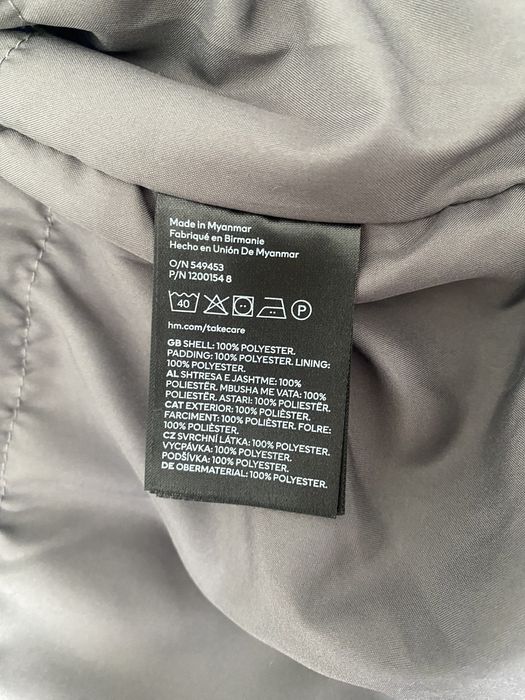 Made in Myanmar
Fabriqué en Birmanie
Hecho en Unión De Myanmar
O/N 549453
P/N 1200154 8
40 P
hm.com/takecare
GB SHELL: 100% POLYESTER.
PADDING: 100% POLYESTER. LINING:
100% POLYESTER.
AL SHTRESA E JASHTME: 100%
POLIESTËR. MBUSHA ME VATA: 100%
POLIESTËR. ASTARI: 100% POLIESTËR.
CAT EXTERIOR: 100% POLIÈSTER.
FARCIMENT: 100% POLIÈSTER. FOLRE:
100% POLIÈSTER.
CZ SVRCHNÍ LÁTKA: 100% POLYESTER.
VYCPÁVKA: 100% POLYESTER.
PODŠÍVKA: 100% POLYESTER.
DE OBERMATERIAL: 100% POLYESTER.